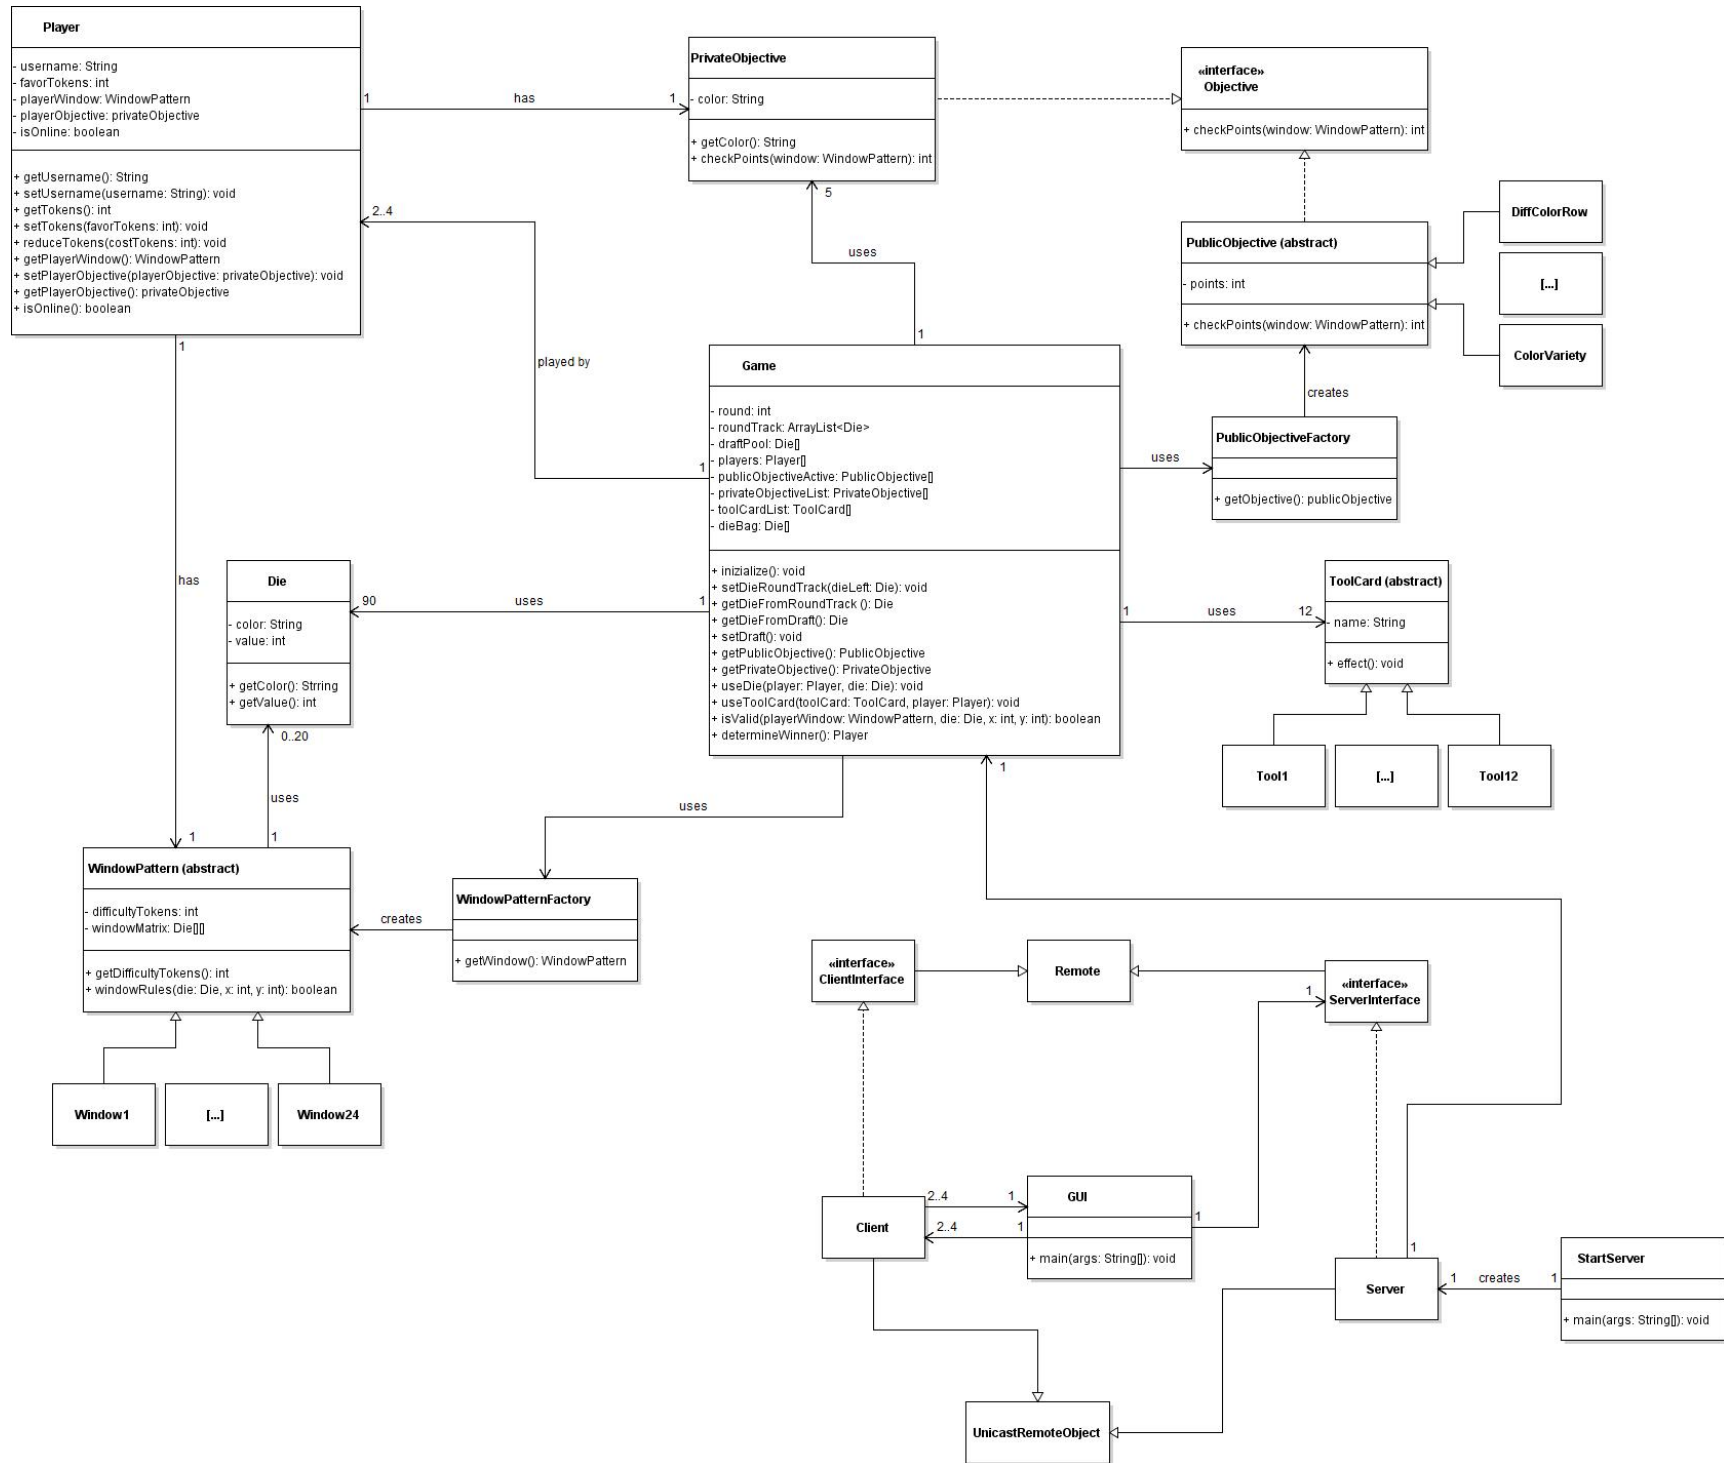 Player
- username: String
- favorTokens: int
- playerWindow: WindowPattern
- playerObjective: privateObjective
- isOnline: boolean
+ getUsername(): String
+ setUsername(username: String): void
+ getTokens(): int
+ setTokens(favorTokens: int): void
+ reduceTokens(costTokens: int): void
+ getPlayerWindow(): WindowPattern
+ setPlayerObjective(playerObjective: privateObjective): void
+ getPlayerObjective(): privateObjective
+ isOnline(): boolean
1
has
1
PrivateObjective
- color: String
+ getColor(): String
+ checkPoints(window: WindowPattern): int
«interface»
Objective
+ checkPoints(window: WindowPattern): int
PublicObjective (abstract)
- points: int
+ checkPoints(window: WindowPattern): int
DiffColorRow
[...]
ColorVariety
creates
PublicObjectiveFactory
+ getObjective(): publicObjective
5
uses
1
2..4
played by
1
Game
- round: int
- roundTrack: ArrayList<Die>
- draftPool: Die[]
- players: Player[]
- publicObjectiveActive: PublicObjective[]
- privateObjectiveList: PrivateObjective[]
- toolCardList: ToolCard[]
- dieBag: Die[]
+ inizialize(): void
+ setDieRoundTrack(dieLeft: Die): void
+ getDieFromRoundTrack (): Die
+ getDieFromDraft(): Die
+ setDraft(): void
+ getPublicObjective(): PublicObjective
+ getPrivateObjective(): PrivateObjective
+ useDie(player: Player, die: Die): void
+ useToolCard(toolCard: ToolCard, player: Player): void
+ isValid(playerWindow: WindowPattern, die: Die, x: int, y: int): boolean
+ determineWinner(): Player
uses
1
uses
12
ToolCard (abstract)
- name: String
+ effect(): void
Tool1
[...]
Tool12
1
has
1
Die
- color: String
- value: int
+ getColor(): Strring
+ getValue(): int
90
uses
1
0..20
uses
1
WindowPattern (abstract)
- difficultyTokens: int
- windowMatrix: Die[][]
+ getDifficultyTokens(): int
+ windowRules(die: Die, x: int, y: int): boolean
Window1
[...]
Window24
creates
WindowPatternFactory
+ getWindow(): WindowPattern
uses
1
«interface»
ClientInterface
Remote
«interface»
ServerInterface
1
Client
2..4
1
2..4
1
GUI
+ main(args: String[]): void
1
1
Server
1
creates
1
StartServer
+ main(args: String[]): void
UnicastRemoteObject